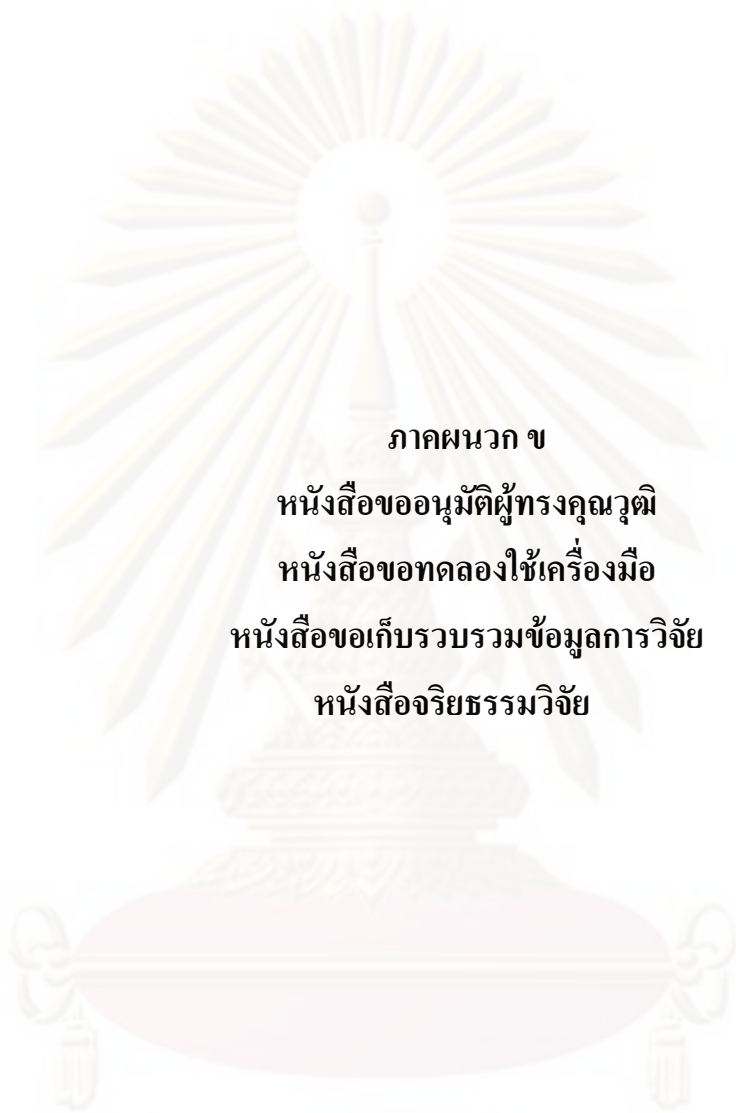 ภาคผนวก ข
หนังสือขออนุมัติผู้ทรงคุณวุฒิ
หนังสือขอทดลองใช้เครื่องมือ
หนังสือขอเก็บรวบรวมข้อมูลการวิจัย
หนังสือจริยธรรมวิจัย